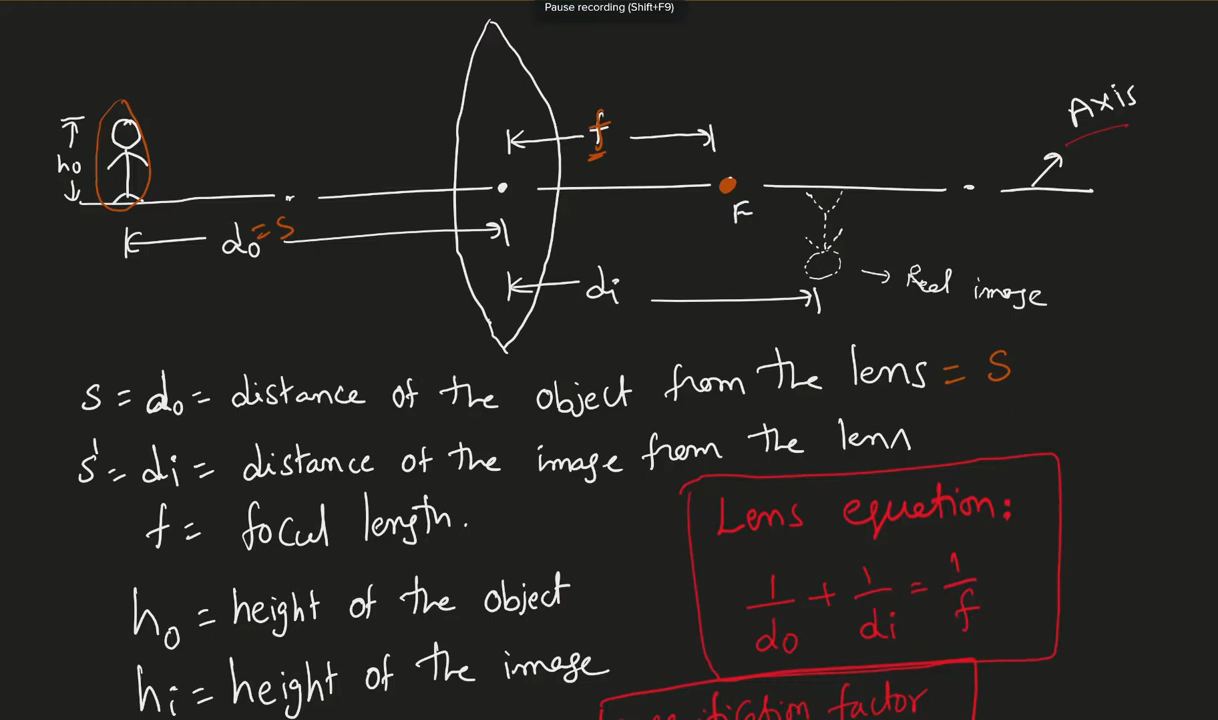 Pause recording (Shift+F9)
Axis
f
ho
F
do = s
di
→ Real image
s = do = distance of the object from the lens = s
s' = di = distance of the image from the lens
f = focal length.
Lens equation:
1/do + 1/di = 1/f
ho = height of the object
hi = height of the image
factor